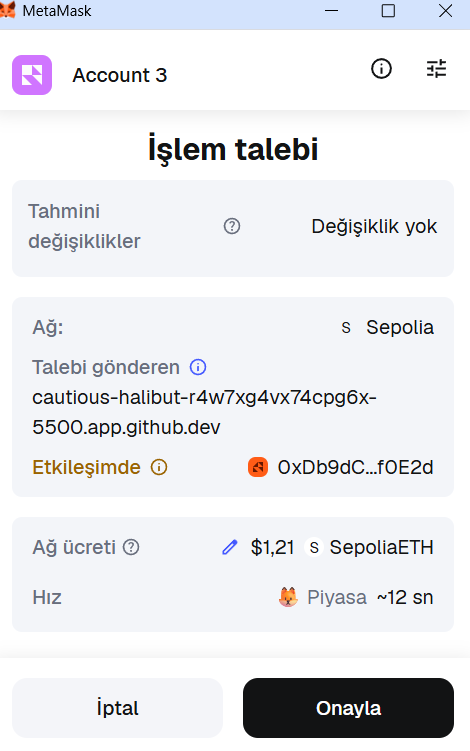 MetaMask
Account 3
İşlem talebi
Tahmini
değişiklikler
Değişiklik yok
Ağ:
S Sepolia
Talebi gönderen
cautious-halibut-r4w7xg4vx74cpg6x-
5500.app.github.dev
Etkileşimde
0xDb9dC...f0E2d
Ağ ücreti
$1,21 S SepoliaETH
Hız
Piyasa ~12 sn
İptal
Onayla